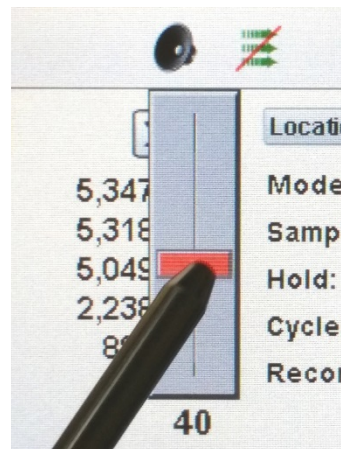 Locati
5,347
Mode
5,318
Samp
5,049
Hold:
2,238
Cycle
Recor
40